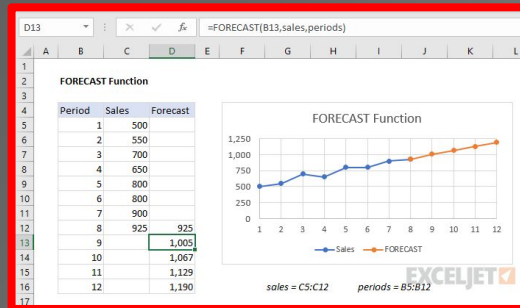 D13 =FORECAST(B13,sales,periods)
A B C D E F G H I J K L
1
2 FORECAST Function
3
4 Period Sales Forecast
5 1 500
6 2 550
7 3 700
8 4 650
9 5 800
10 6 800
11 7 900
12 8 925 925
13 9 1,005
14 10 1,067
15 11 1,129
16 12 1,190
17
FORECAST Function
1,250
1,000
750
500
250
0
1 2 3 4 5 6 7 8 9 10 11 12
Sales FORECAST
sales = C5:C12 periods = B5:B12
EXCELJET